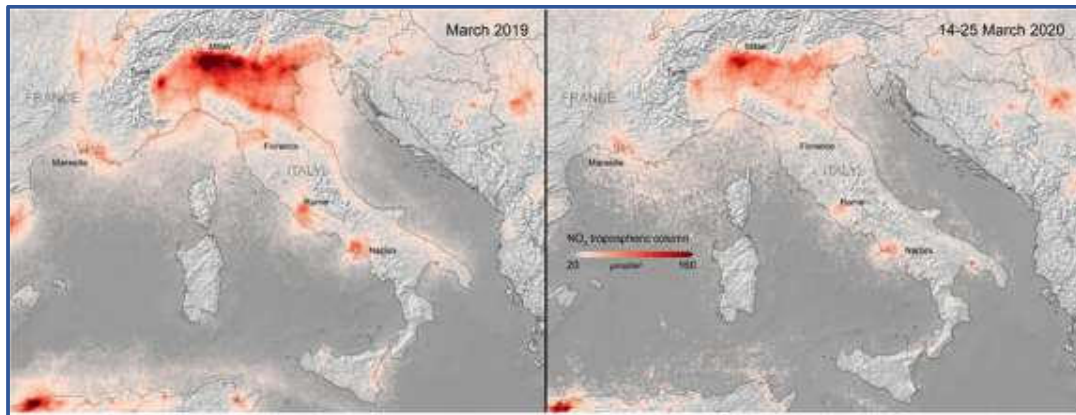 March 2019
Milan
Turin
FRANCE
Marseille
Florence
ITALY
Rome
Naples
14-25 March 2020
Milan
Turin
FRANCE
Marseille
Florence
ITALY
Rome
NO₂ tropospheric column
20 160
Naples